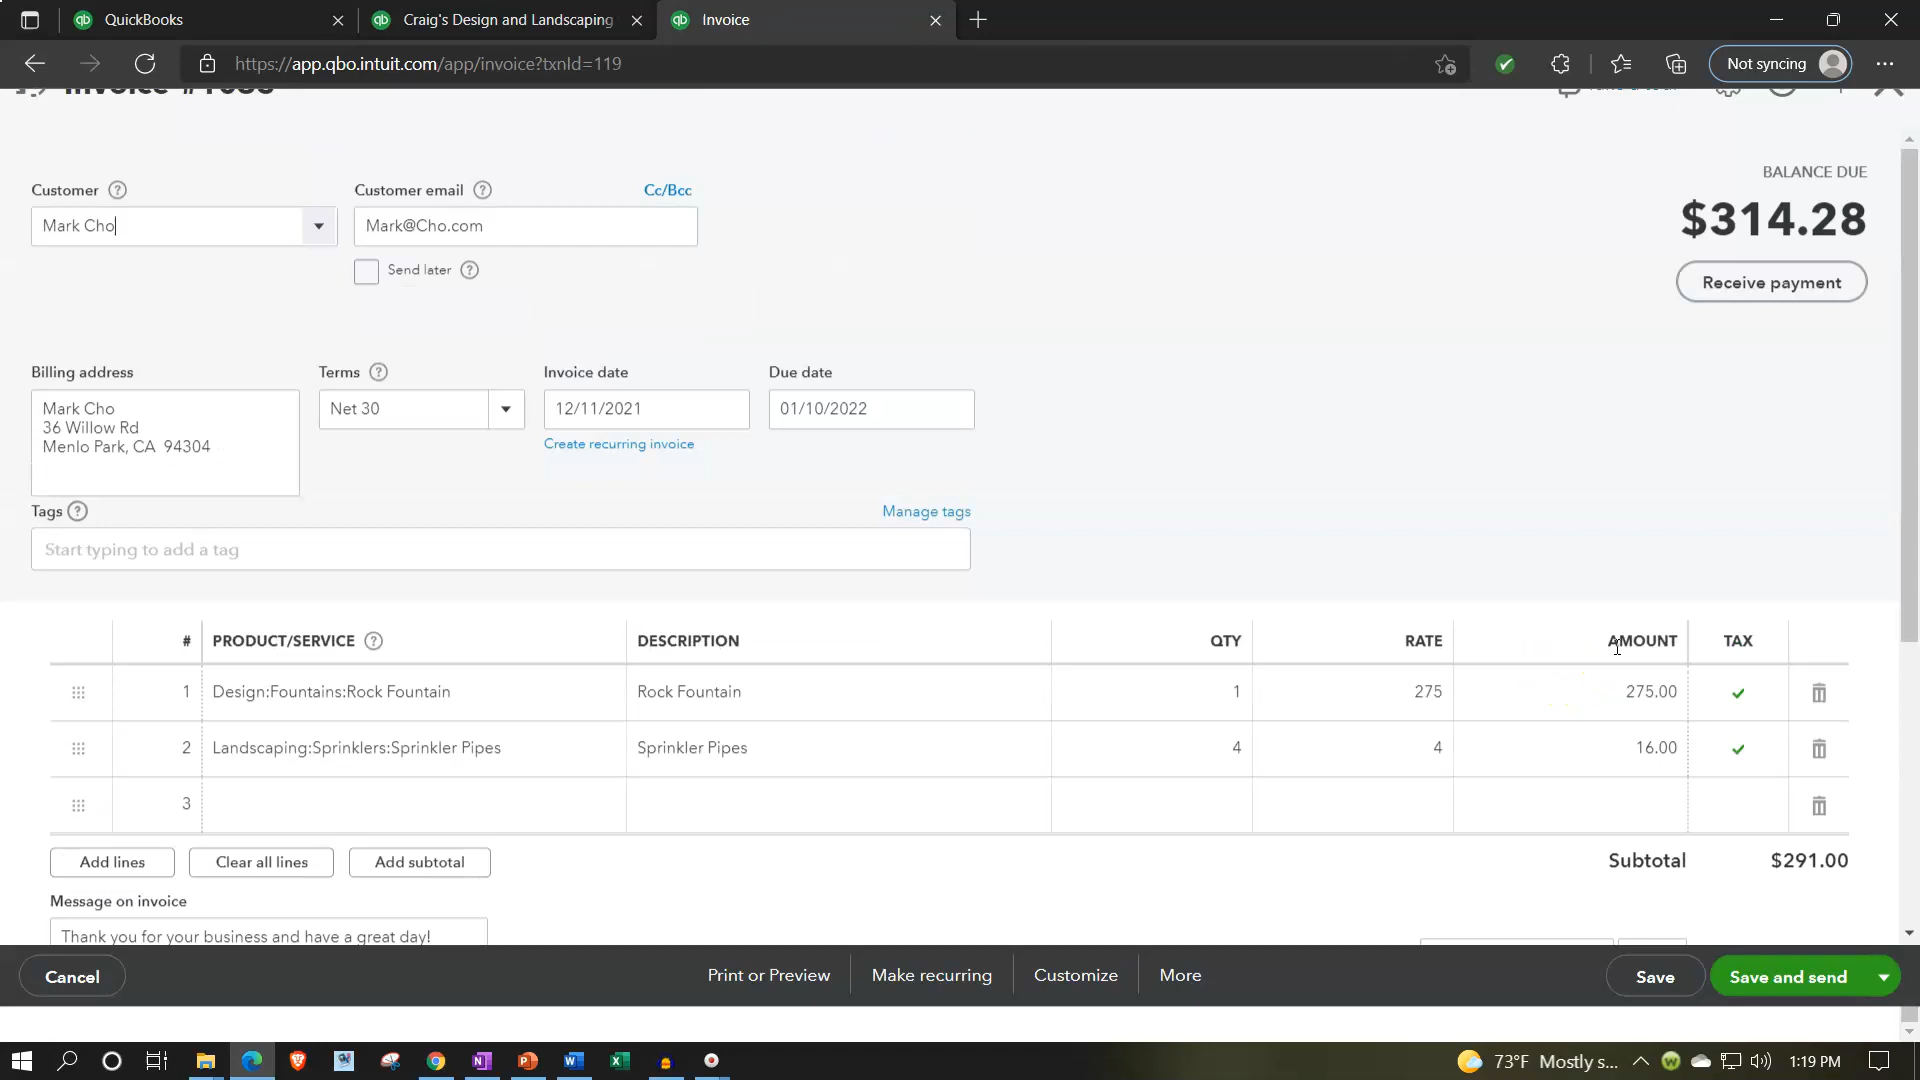 QuickBooks
Craig's Design and Landscaping
Invoice
https://app.qbo.intuit.com/app/invoice?txnId=119
Not syncing
BALANCE DUE
$314.28
Receive payment
Customer
Customer email
Cc/Bcc
Mark Cho
Mark@Cho.com
Send later
Billing address
Terms
Invoice date
Due date
Mark Cho
36 Willow Rd
Menlo Park, CA 94304
Net 30
12/11/2021
01/10/2022
Create recurring invoice
Tags
Manage tags
Start typing to add a tag
# PRODUCT/SERVICE DESCRIPTION QTY RATE AMOUNT TAX
1 Design:Fountains:Rock Fountain Rock Fountain 1 275 275.00
2 Landscaping:Sprinklers:Sprinkler Pipes Sprinkler Pipes 4 4 16.00
3
Add lines
Clear all lines
Add subtotal
Subtotal $291.00
Message on invoice
Thank you for your business and have a great day!
Cancel
Print or Preview
Make recurring
Customize
More
Save
Save and send
73°F Mostly s...
1:19 PM